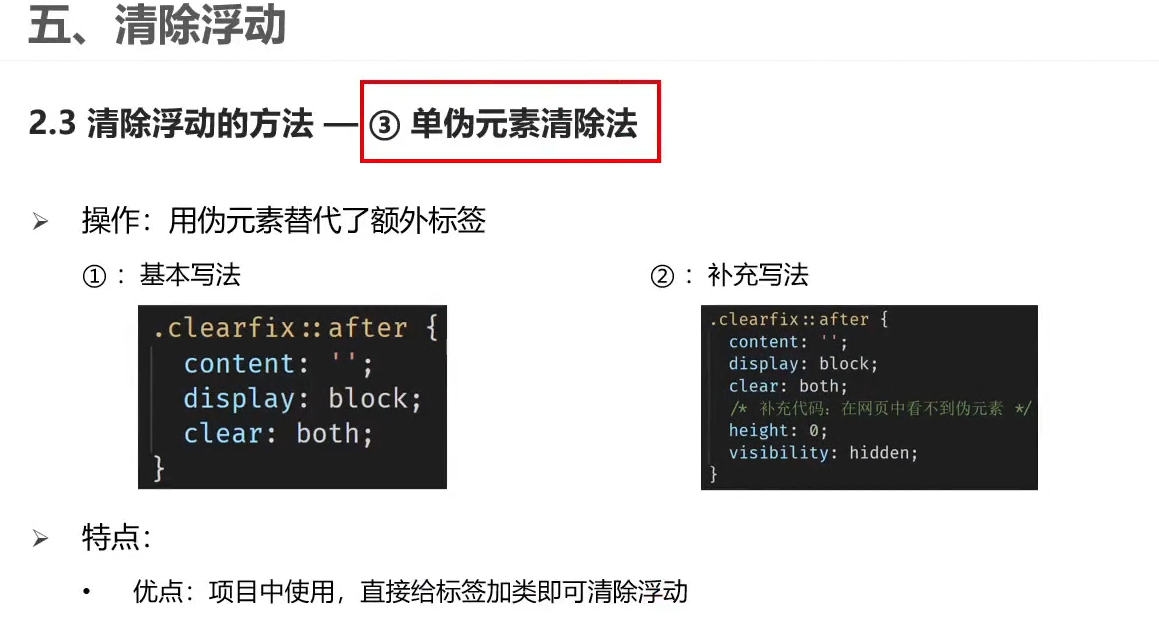 五、清除浮动
2.3 清除浮动的方法 — ③ 单伪元素清除法
➢ 操作：用伪元素替代了额外标签
①：基本写法
.clearfix::after {
  content: '';
  display: block;
  clear: both;
}
②：补充写法
.clearfix::after {
  content: '';
  display: block;
  clear: both;
  /* 补充代码：在网页中看不到伪元素 */
  height: 0;
  visibility: hidden;
}
➢ 特点：
• 优点：项目中使用，直接给标签加类即可清除浮动